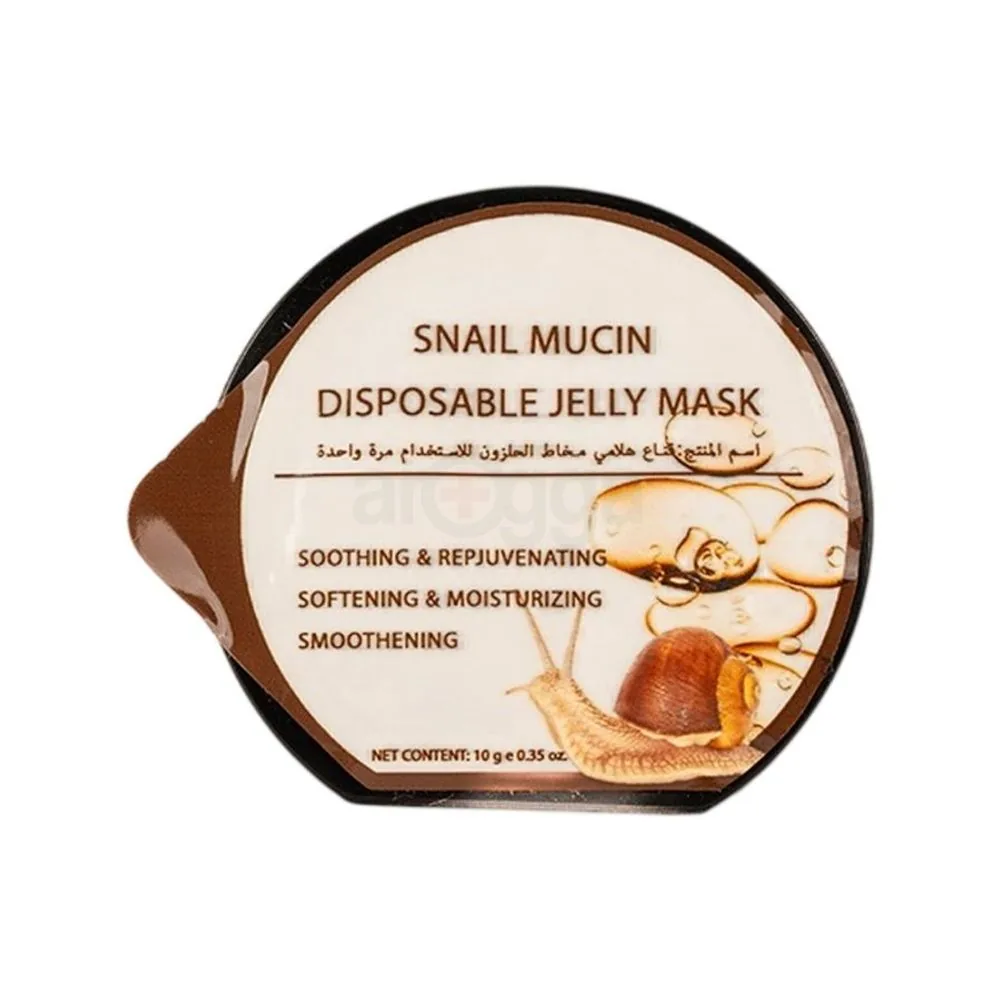 SNAIL MUCIN
DISPOSABLE JELLY MASK
اسم المنتج: قناع هلامي مخاط الحلزون للاستخدام مرة واحدة
arogga
SOOTHING & REPJUVENATING
SOFTENING & MOISTURIZING
SMOOTHENING
NET CONTENT: 10 g e 0.35 oz.